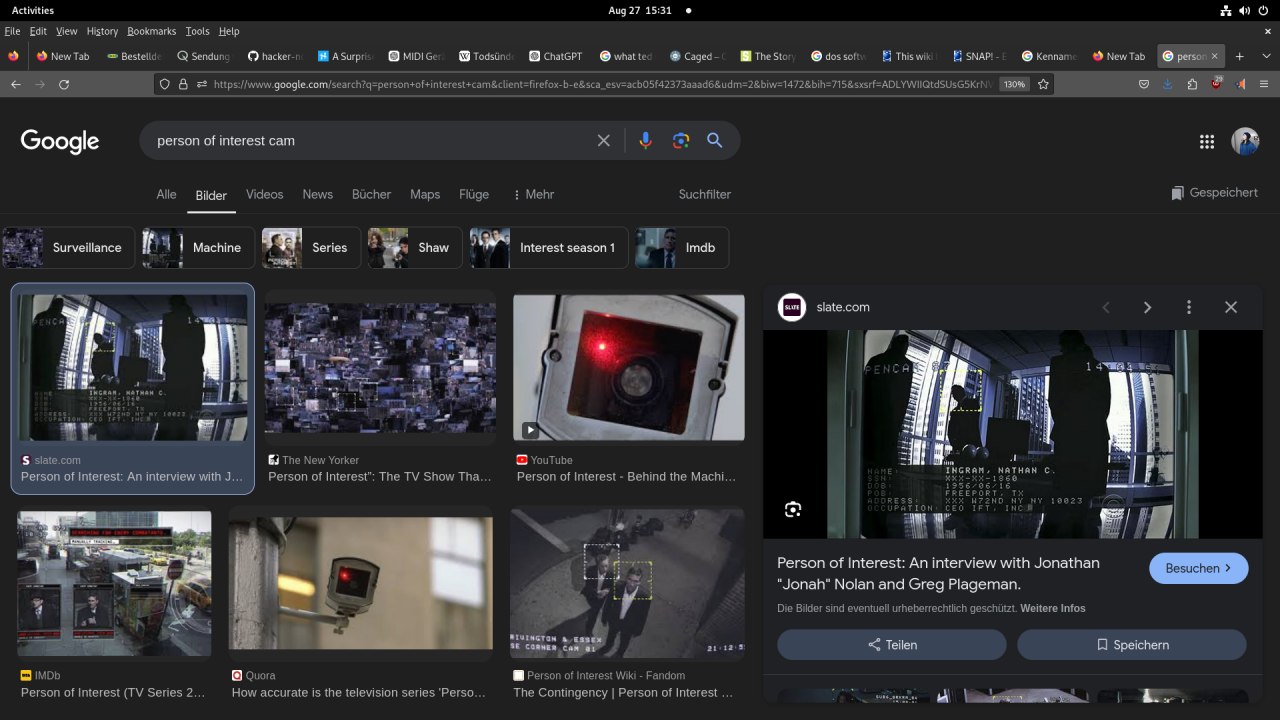 Activities
Aug 27 15:31
File Edit View History Bookmarks Tools Help
New Tab
Bestelld
Sendung
hacker-n
A Surpris
MIDI Ger
Todsünd
ChatGPT
what ted
Caged – C
The Story
dos softw
This wiki
SNAP! - E
Kenname
New Tab
person
https://www.google.com/search?q=person+of+interest+cam&client=firefox-b-e&sca_esv=acb05f42373aaad6&udm=2&biw=1472&bih=715&sxsrf=ADLYWIIQtdSUsG5KrNV
130%
29
Google
person of interest cam
Alle Bilder Videos News Bücher Maps Flüge Mehr Suchfilter
Gespeichert
Surveillance
Machine
Series
Shaw
Interest season 1
Imdb
slate.com
Person of Interest: An interview with J...
The New Yorker
Person of Interest": The TV Show Tha...
YouTube
Person of Interest - Behind the Machi...
IMDb
Person of Interest (TV Series 2...
Quora
How accurate is the television series 'Perso...
RIVINGTON & ESSEX
SE CORNER CAM 01
21:12:5
Person of Interest Wiki - Fandom
The Contingency | Person of Interest ...
SLATE
slate.com
NAME: INGRAM, NATHAN C.
SSN: XXX-XX-1860
DOB: 1956/06/16
POB: FREEPORT, TX
ADDRESS: XXX W72ND NY NY 10023
OCCUPATION: CEO IFT, INC
Person of Interest: An interview with Jonathan
"Jonah" Nolan and Greg Plageman.
Besuchen
Die Bilder sind eventuell urheberrechtlich geschützt. Weitere Infos
Teilen
Speichern